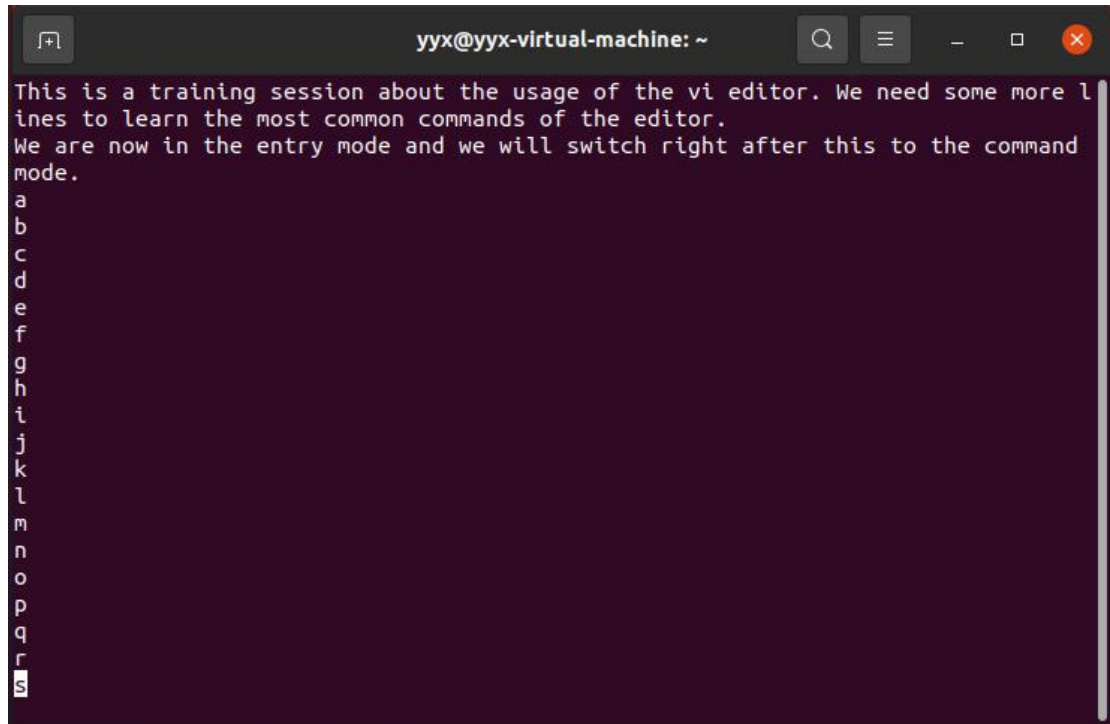 yyx@yyx-virtual-machine: ~
This is a training session about the usage of the vi editor. We need some more l
ines to learn the most common commands of the editor.
We are now in the entry mode and we will switch right after this to the command
mode.
a
b
c
d
e
f
g
h
i
j
k
l
m
n
o
p
q
r
s